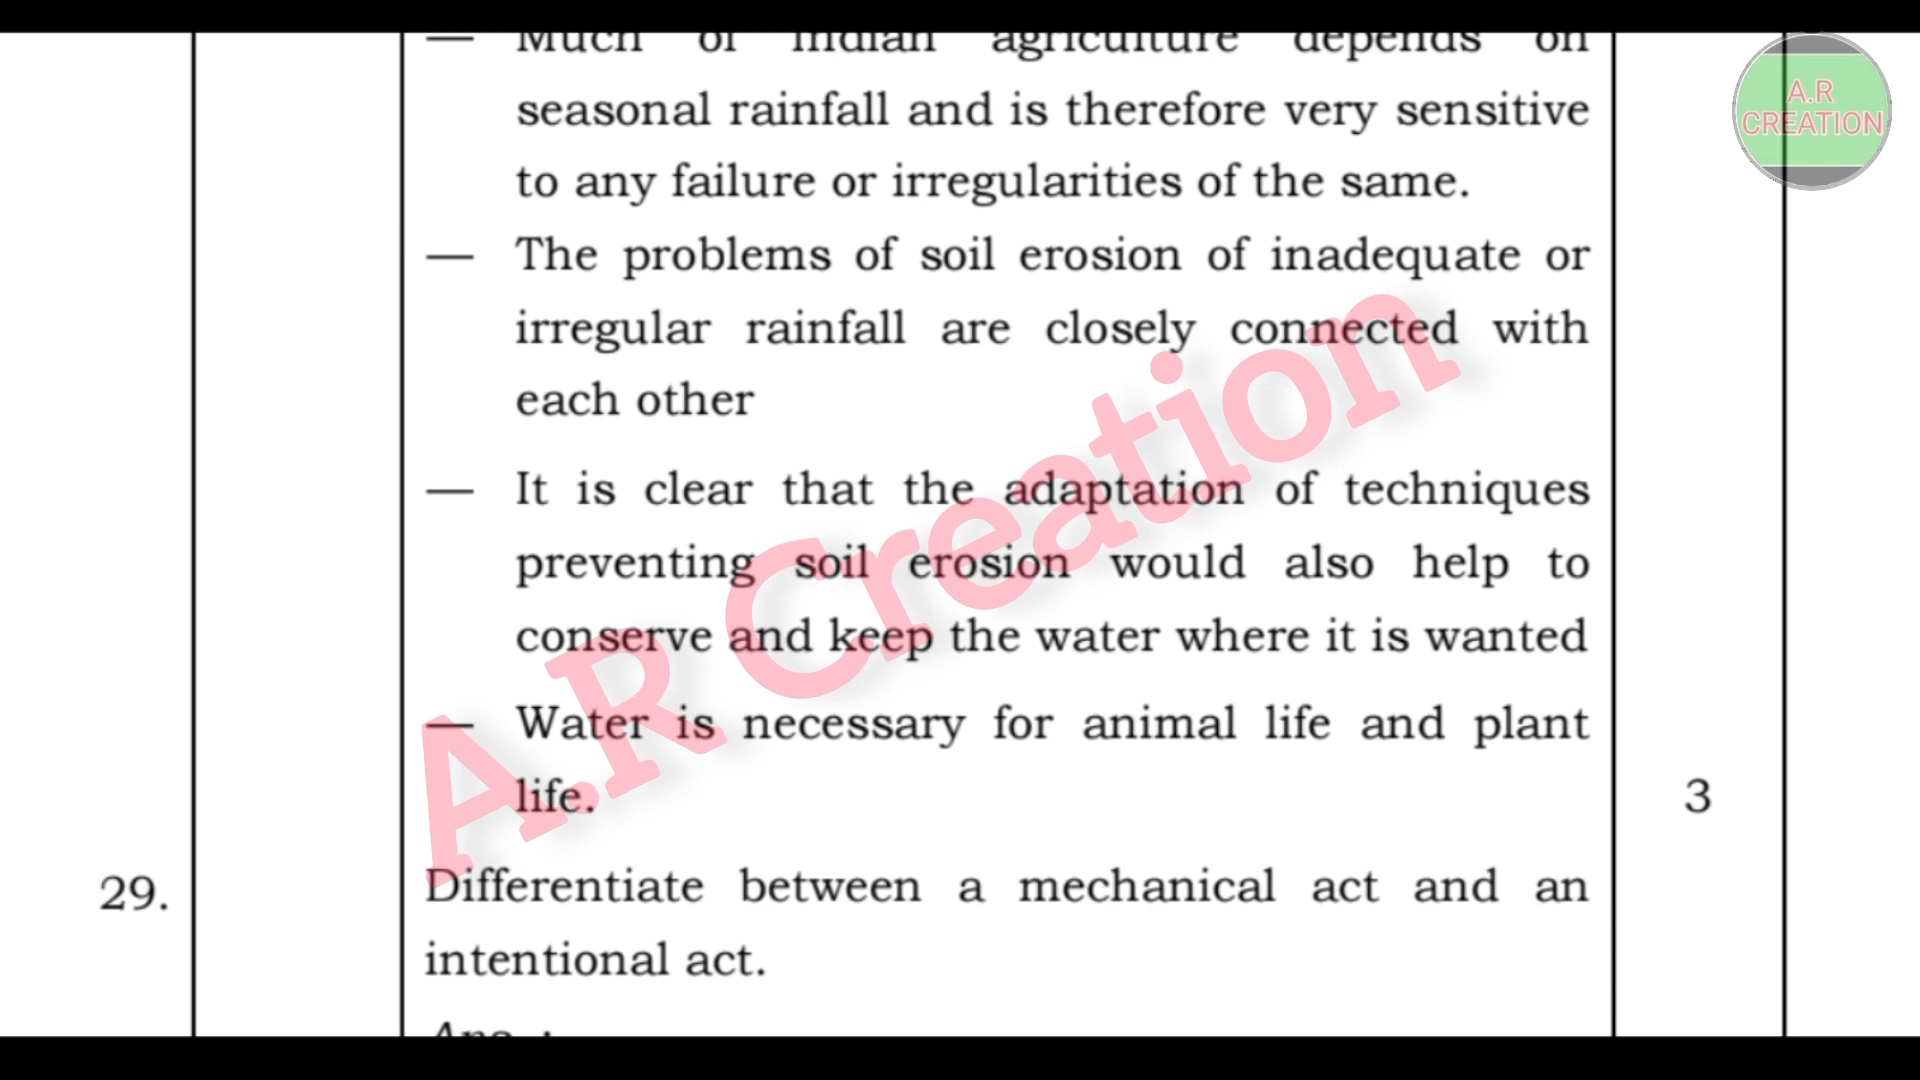 — Much of Indian agriculture depends on
seasonal rainfall and is therefore very sensitive
to any failure or irregularities of the same.
— The problems of soil erosion of inadequate or
irregular rainfall are closely connected with
each other
— It is clear that the adaptation of techniques
preventing soil erosion would also help to
conserve and keep the water where it is wanted
— Water is necessary for animal life and plant
life.
3
29.
Differentiate between a mechanical act and an
intentional act.
Ans. :
A.R Creation
A.R
CREATION